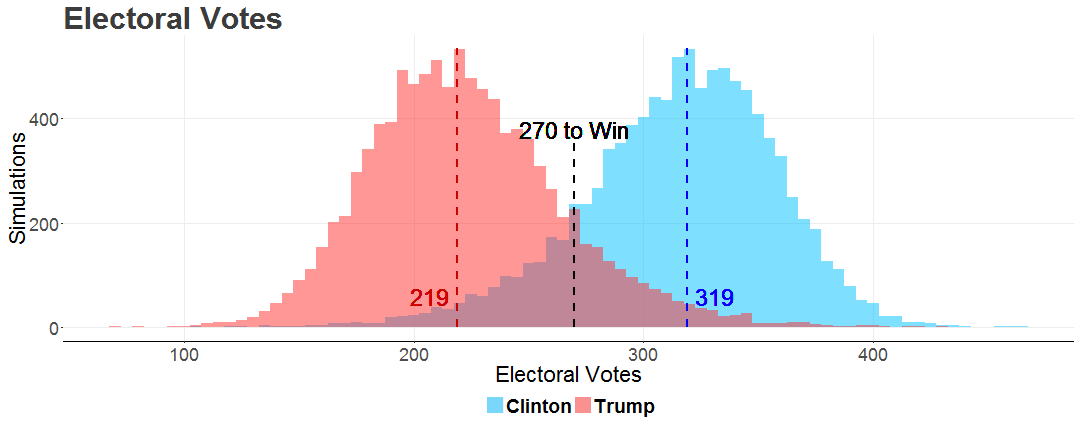 Electoral Votes
Simulations
400
200
0
270 to Win
219
319
100 200 300 400
Electoral Votes
Clinton Trump